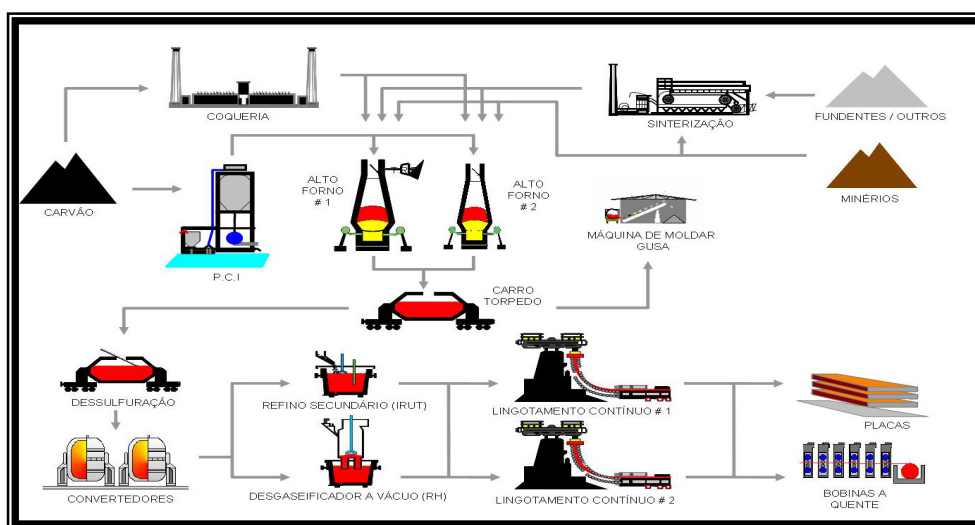 COQUERIA
SINTERIZAÇÃO
FUNDENTES / OUTROS
CARVÃO
P.C.I
ALTO
FORNO
# 1
ALTO
FORNO
# 2
MÁQUINA DE MOLDAR
GUSA
MINÉRIOS
CARRO
TORPEDO
DESSULFURAÇÃO
REFINO SECUNDÁRIO (IRUT)
LINGOTAMENTO CONTÍNUO # 1
PLACAS
CONVERTEDORES
DESGASEIFICADOR A VÁCUO (RH)
LINGOTAMENTO CONTÍNUO # 2
BOBINAS A
QUENTE